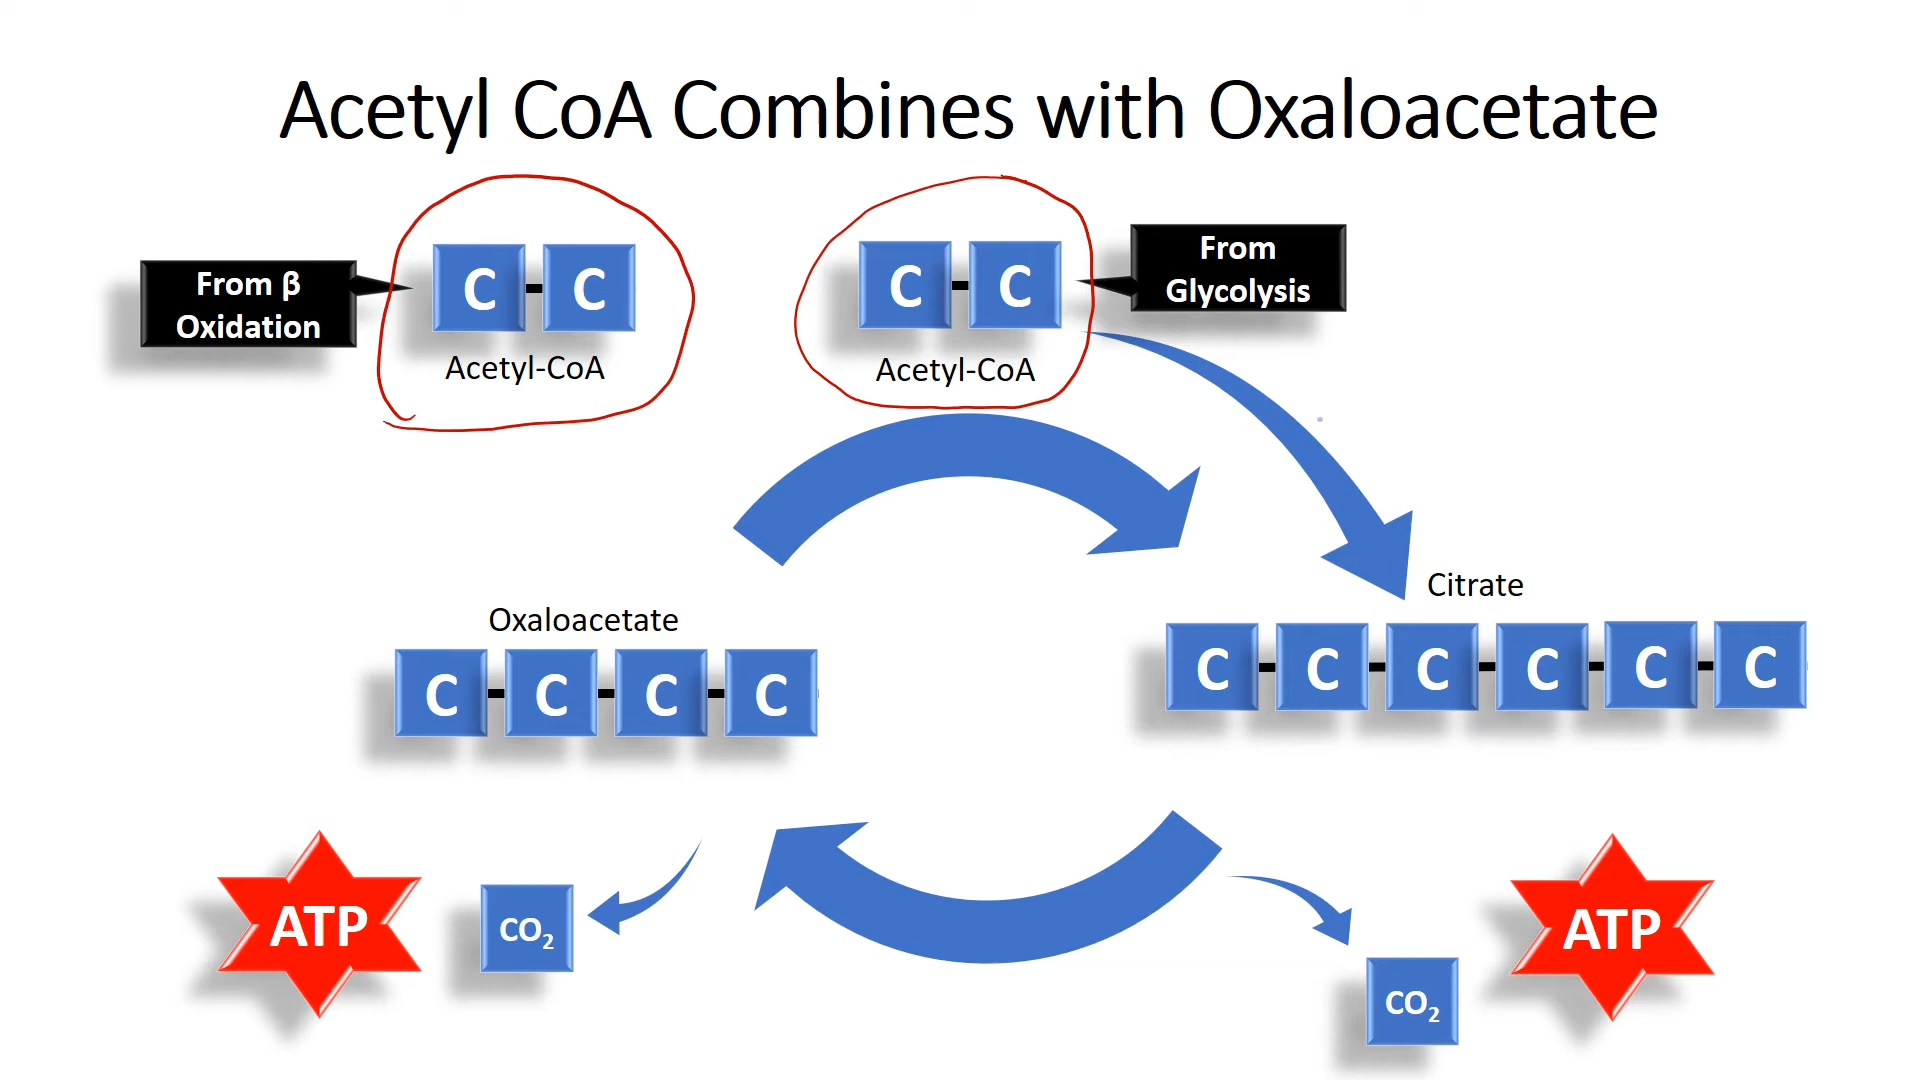 Acetyl CoA Combines with Oxaloacetate
From β
Oxidation
C C
Acetyl-CoA
C C
Acetyl-CoA
From
Glycolysis
Oxaloacetate
C C C C
Citrate
C C C C C C
ATP
CO₂
CO₂
ATP